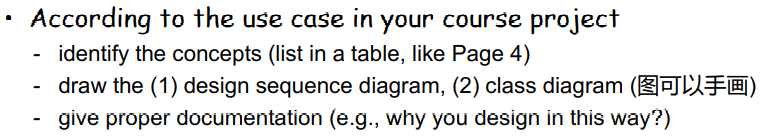 • According to the use case in your course project
- identify the concepts (list in a table, like Page 4)
- draw the (1) design sequence diagram, (2) class diagram (图可以手画)
- give proper documentation (e.g., why you design in this way?)